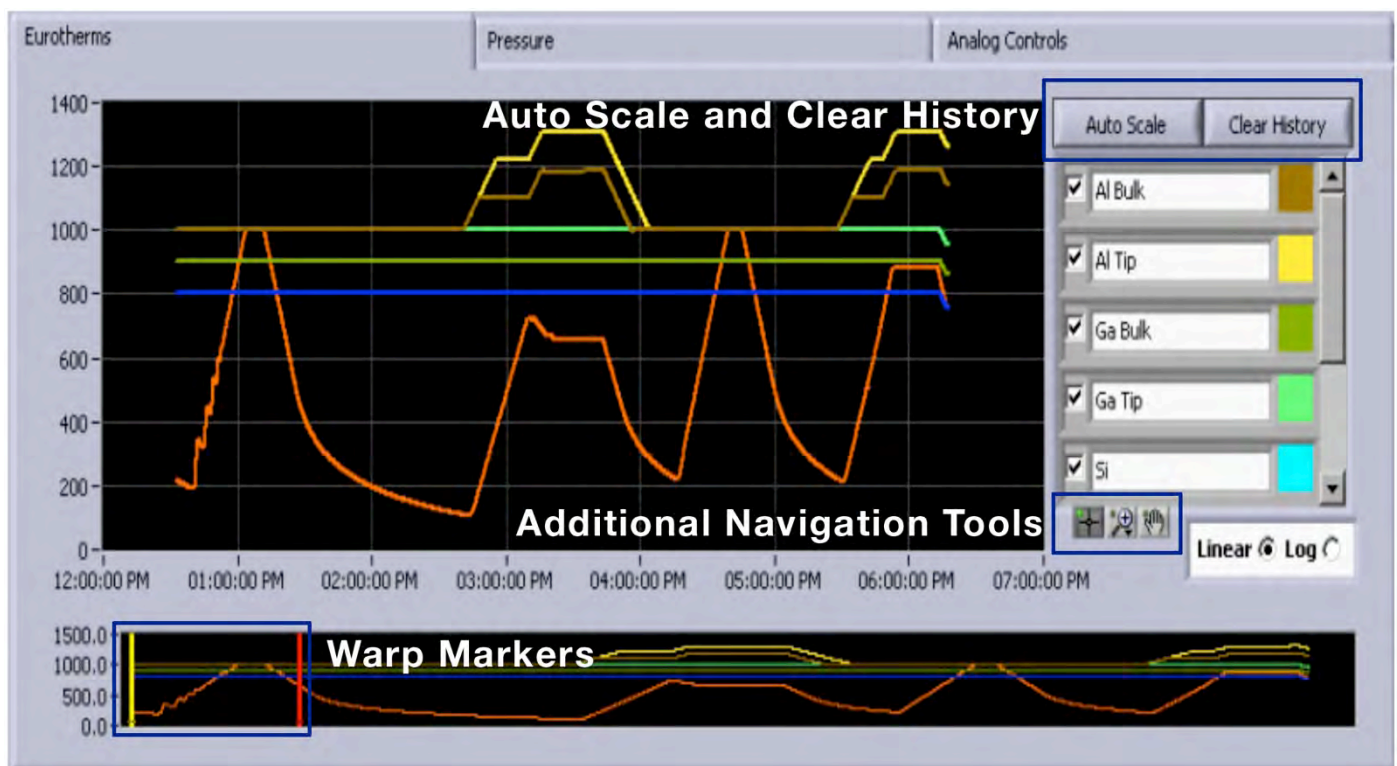 Eurotherms
Pressure
Analog Controls
Auto Scale and Clear History
Auto Scale
Clear History
1400
1200
1000
800
600
400
200
0
Al Bulk
Al Tip
Ga Bulk
Ga Tip
Si
Additional Navigation Tools
Linear Log
12:00:00 PM 01:00:00 PM 02:00:00 PM 03:00:00 PM 04:00:00 PM 05:00:00 PM 06:00:00 PM 07:00:00 PM
1500.0
1000.0
500.0
0.0
Warp Markers